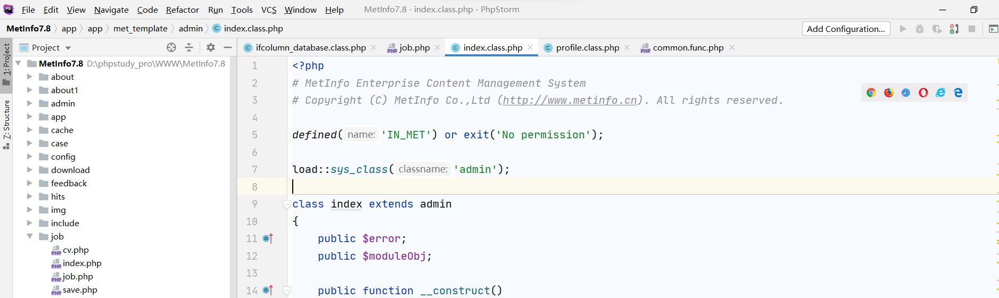 PS File Edit View Navigate Code Refactor Run Tools VCS Window Help MetInfo7.8 - index.class.php - PhpStorm
MetInfo7.8 app app met_template admin index.class.php Add Configuration...
1: Project
7: Structure
Project
MetInfo7.8 D:\phpstudy_pro\WWW\MetInfo7.8
about
about1
admin
app
cache
case
config
download
feedback
hits
img
include
job
cv.php
index.php
job.php
save.php
ifcolumn_database.class.php job.php index.class.php profile.class.php common.func.php
1 <?php
2 # MetInfo Enterprise Content Management System
3 # Copyright (C) MetInfo Co.,Ltd (http://www.metinfo.cn). All rights reserved.
4
5 defined( name: 'IN_MET') or exit('No permission');
6
7 load::sys_class( classname: 'admin');
8
9 class index extends admin
10 {
11 public $error;
12 public $moduleObj;
13
14 public function __construct()